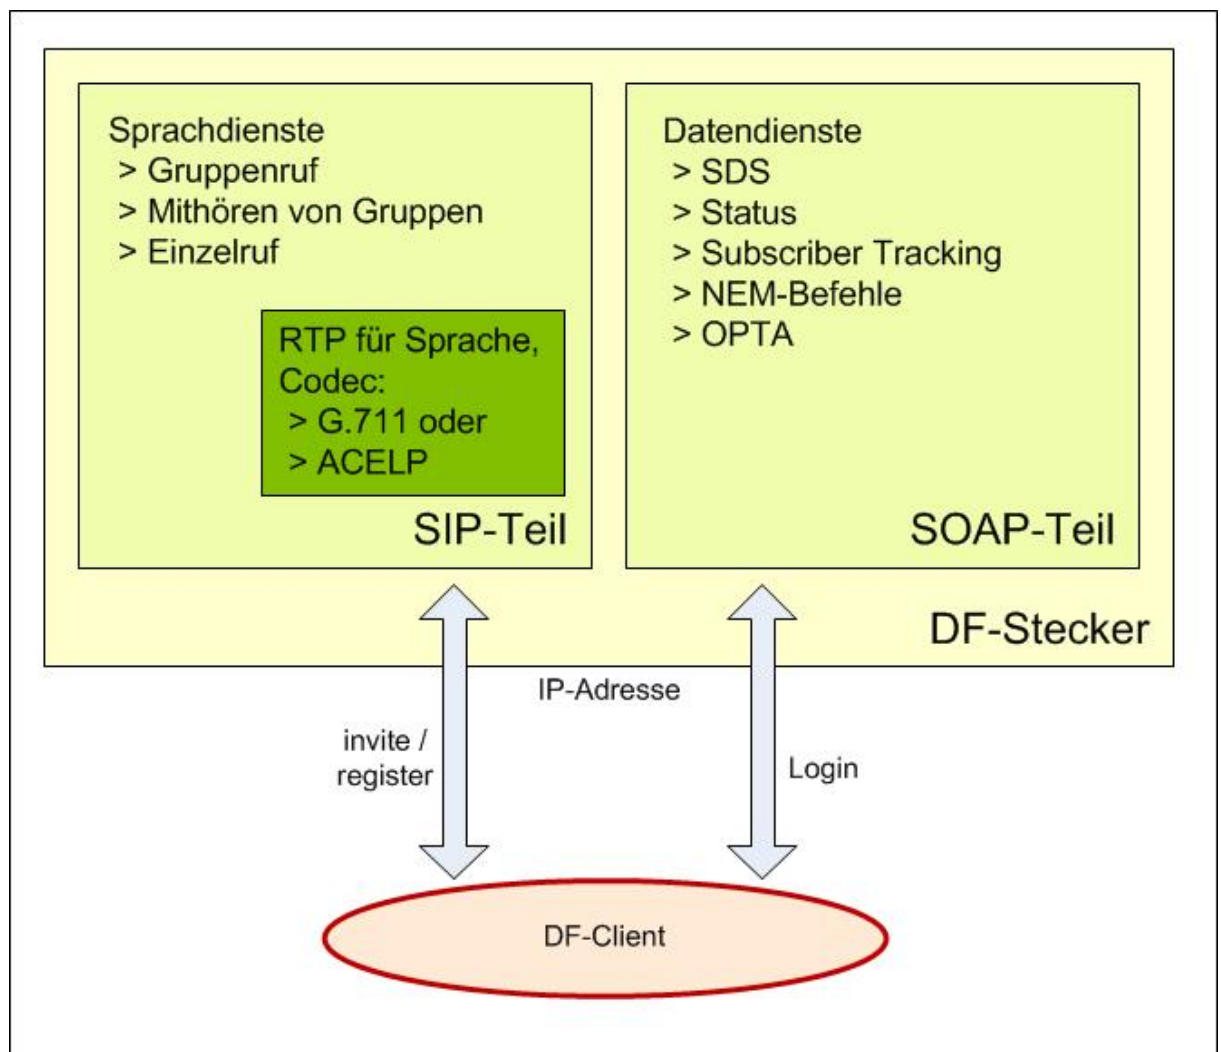 Sprachdienste
> Gruppenruf
> Mithören von Gruppen
> Einzelruf
RTP für Sprache,
Codec:
> G.711 oder
> ACELP
SIP-Teil
Datendienste
> SDS
> Status
> Subscriber Tracking
> NEM-Befehle
> OPTA
SOAP-Teil
DF-Stecker
IP-Adresse
invite /
register
Login
DF-Client